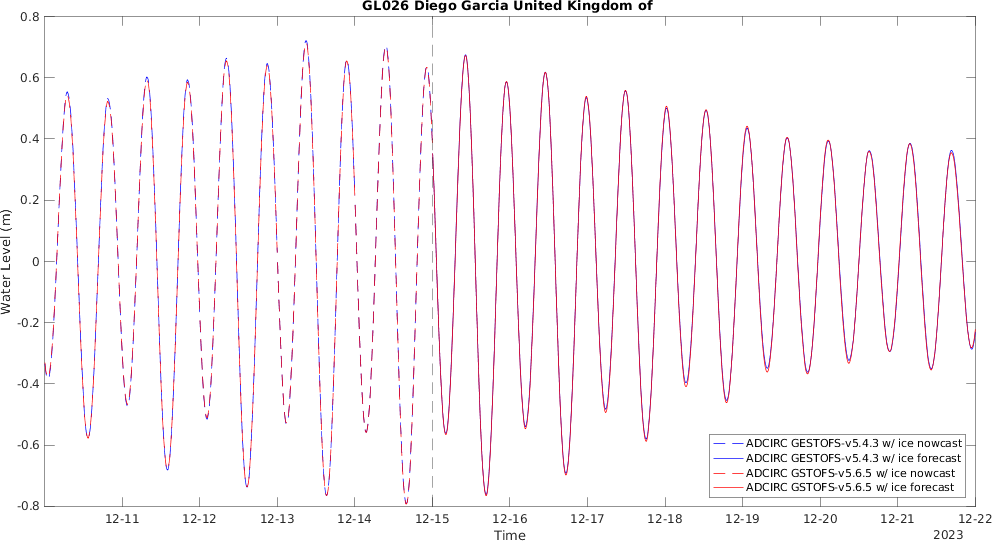 GL026 Diego Garcia United Kingdom of
0.8
0.6
0.4
0.2
0
-0.2
-0.4
-0.6
-0.8
Water Level (m)
ADCIRC GESTOFS-v5.4.3 w/ ice nowcast
ADCIRC GESTOFS-v5.4.3 w/ ice forecast
ADCIRC GSTOFS-v5.6.5 w/ ice nowcast
ADCIRC GSTOFS-v5.6.5 w/ ice forecast
12-11 12-12 12-13 12-14 12-15 12-16 12-17 12-18 12-19 12-20 12-21 12-22
Time
2023